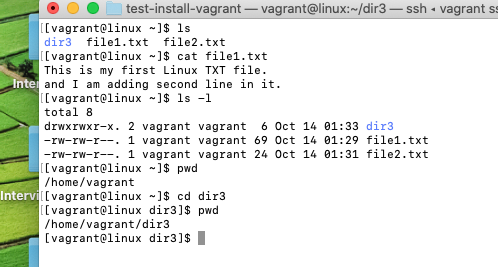 test-install-vagrant — vagrant@linux:~/dir3 — ssh ◂ vagrant ss
[[vagrant@linux ~]$ ls
dir3  file1.txt  file2.txt
[[vagrant@linux ~]$ cat file1.txt
This is my first Linux TXT file.
and I am adding second line in it.
[[vagrant@linux ~]$ ls -l
total 8
drwxrwxr-x. 2 vagrant vagrant  6 Oct 14 01:33 dir3
-rw-rw-r--. 1 vagrant vagrant 69 Oct 14 01:29 file1.txt
-rw-rw-r--. 1 vagrant vagrant 24 Oct 14 01:31 file2.txt
[[vagrant@linux ~]$ pwd
/home/vagrant
[[vagrant@linux ~]$ cd dir3
[[vagrant@linux dir3]$ pwd
/home/vagrant/dir3
[vagrant@linux dir3]$
Inter
Intervi